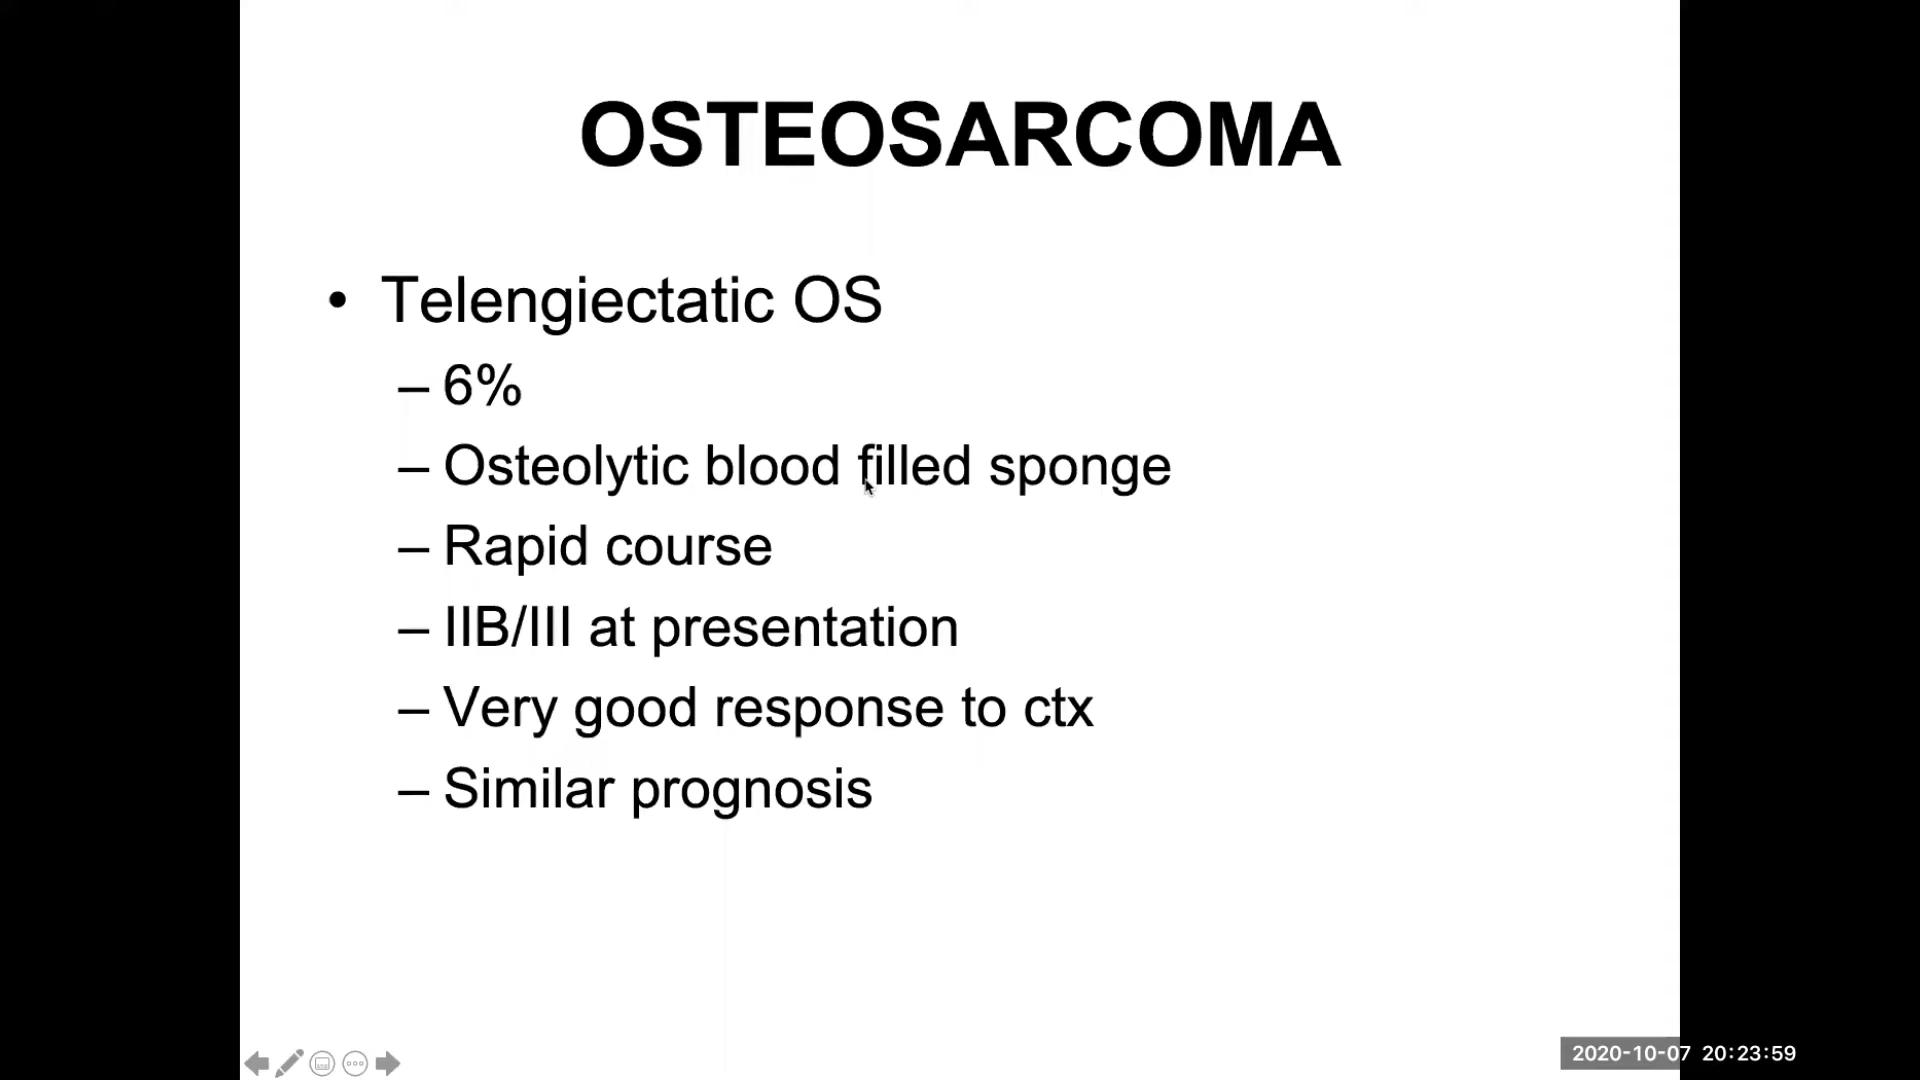 OSTEOSARCOMA
• Telengiectatic OS
– 6%
– Osteolytic blood filled sponge
– Rapid course
– IIB/III at presentation
– Very good response to ctx
– Similar prognosis
2020-10-07 20:23:59